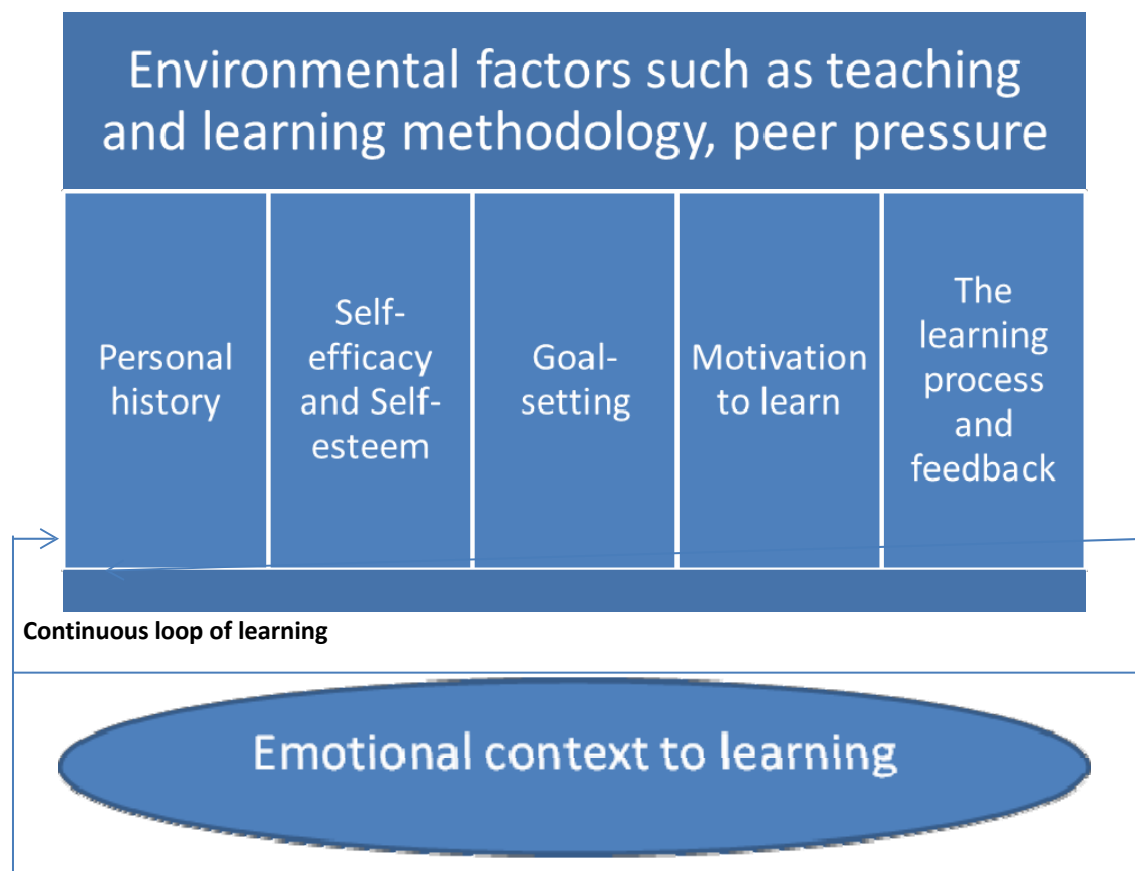 Environmental factors such as teaching
and learning methodology, peer pressure
Personal
history
Self-
efficacy
and Self-
esteem
Goal-
setting
Motivation
to learn
The
learning
process
and
feedback
Continuous loop of learning
Emotional context to learning